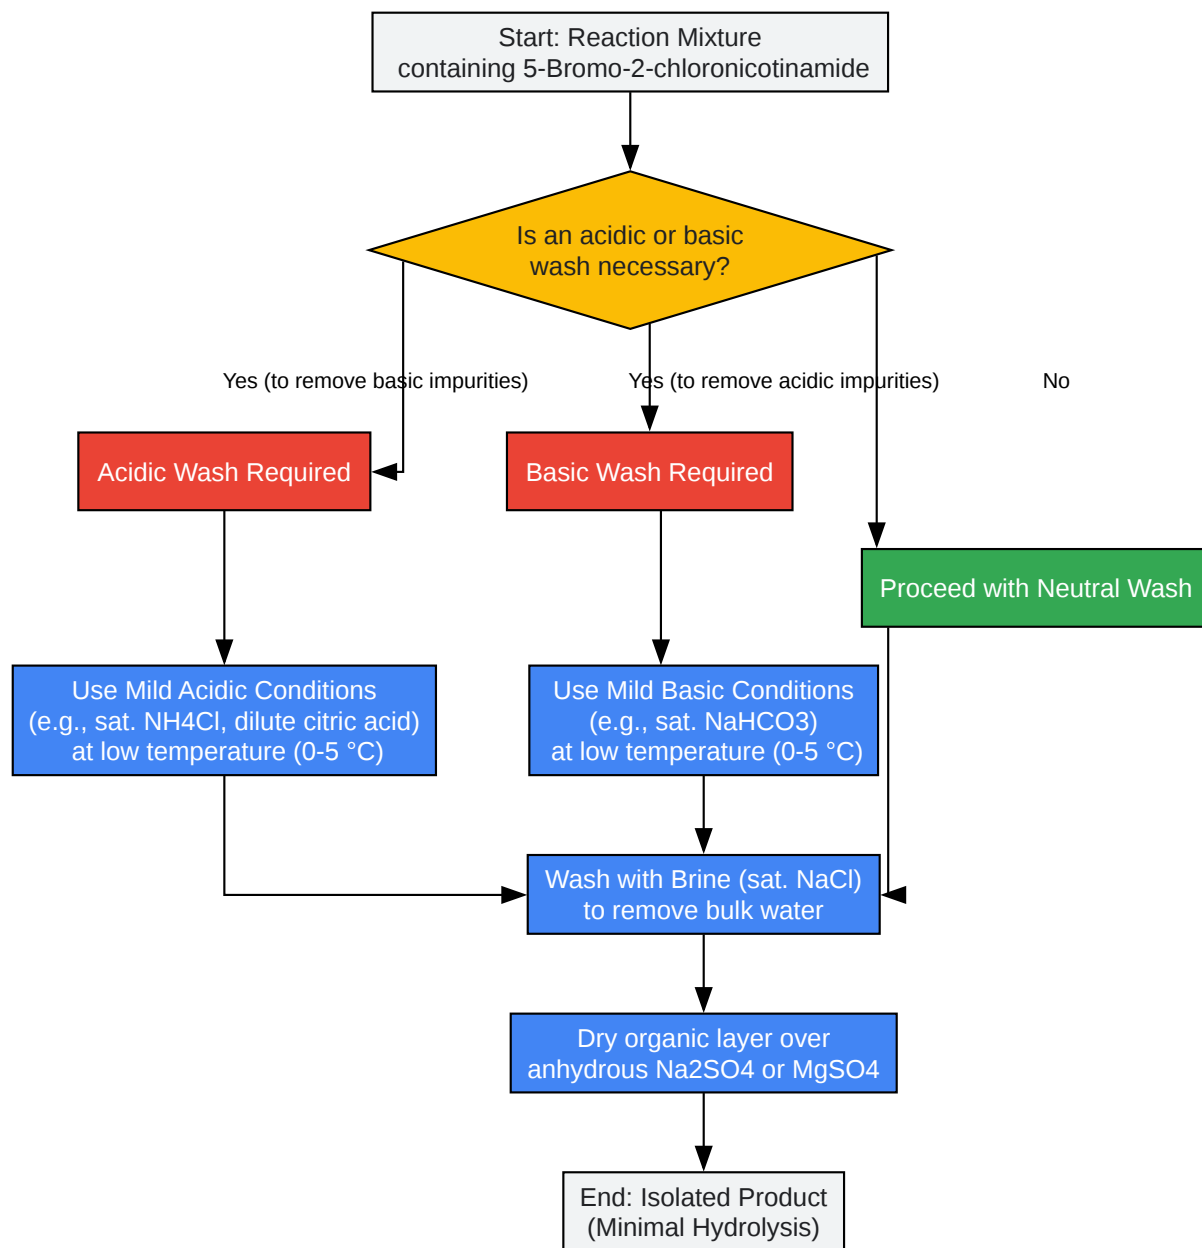 Start: Reaction Mixture
containing 5-Bromo-2-chloronicotinamide
Is an acidic or basic
wash necessary?
Yes (to remove basic impurities)
Yes (to remove acidic impurities)
No
Acidic Wash Required
Basic Wash Required
Proceed with Neutral Wash
Use Mild Acidic Conditions
(e.g., sat. NH4Cl, dilute citric acid)
at low temperature (0-5 °C)
Use Mild Basic Conditions
(e.g., sat. NaHCO3)
at low temperature (0-5 °C)
Wash with Brine (sat. NaCl)
to remove bulk water
Dry organic layer over
anhydrous Na2SO4 or MgSO4
End: Isolated Product
(Minimal Hydrolysis)